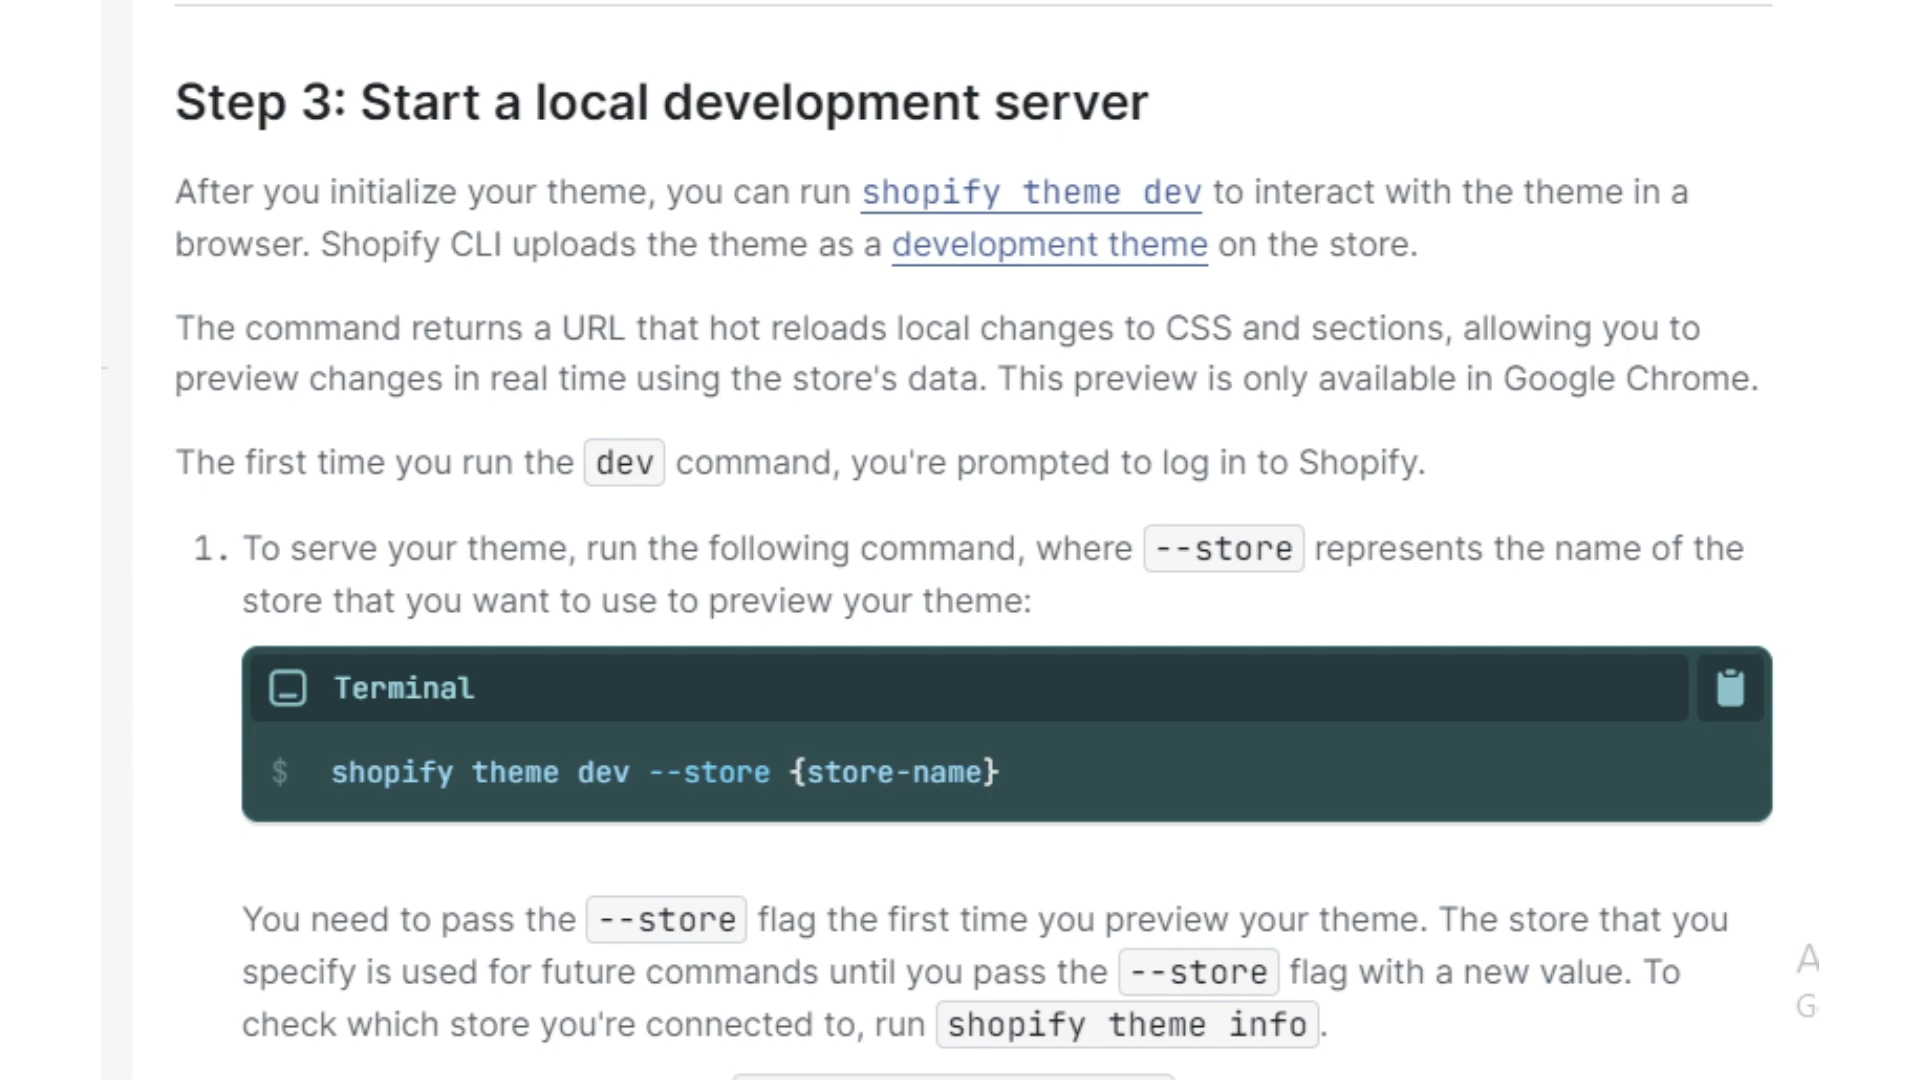 Step 3: Start a local development server
After you initialize your theme, you can run shopify theme dev to interact with the theme in a
browser. Shopify CLI uploads the theme as a development theme on the store.
The command returns a URL that hot reloads local changes to CSS and sections, allowing you to
preview changes in real time using the store's data. This preview is only available in Google Chrome.
The first time you run the dev command, you're prompted to log in to Shopify.
1. To serve your theme, run the following command, where --store represents the name of the
store that you want to use to preview your theme:
Terminal
$ shopify theme dev --store {store-name}
You need to pass the --store flag the first time you preview your theme. The store that you
specify is used for future commands until you pass the --store flag with a new value. To
check which store you're connected to, run shopify theme info.